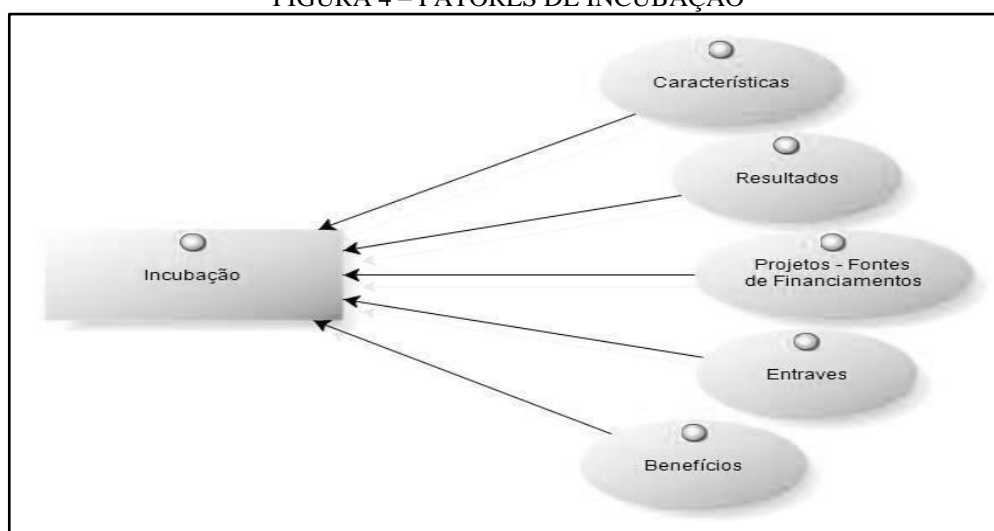 FIGURA 4 – FATORES DE INCUBAÇÃO
Características
Resultados
Projetos - Fontes
de Financiamentos
Incubação
Entraves
Benefícios